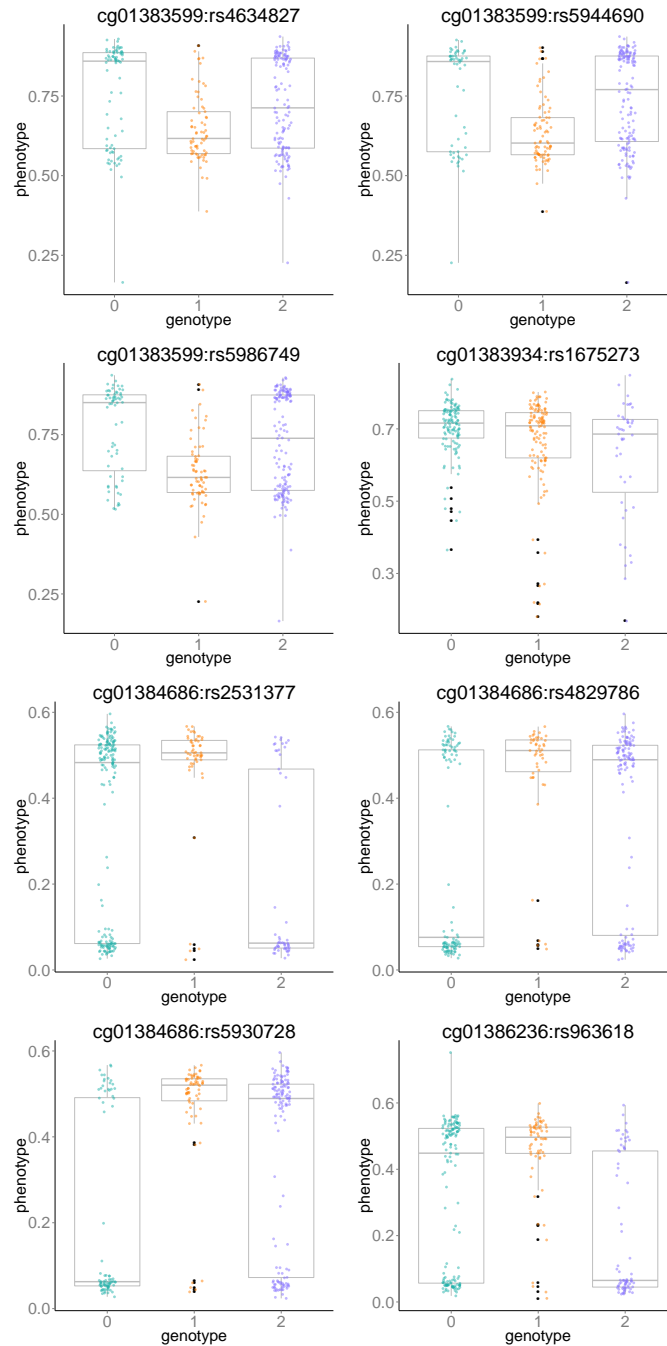 cg01383599:rs4634827
cg01383599:rs5944690
phenotype
0.75
0.50
0.25
0 1 2
genotype
phenotype
0.75
0.50
0.25
0 1 2
genotype
cg01383599:rs5986749
cg01383934:rs1675273
phenotype
0.75
0.50
0.25
0 1 2
genotype
phenotype
0.7
0.5
0.3
0 1 2
genotype
cg01384686:rs2531377
cg01384686:rs4829786
phenotype
0.6
0.4
0.2
0.0
0 1 2
genotype
phenotype
0.6
0.4
0.2
0.0
0 1 2
genotype
cg01384686:rs5930728
cg01386236:rs963618
phenotype
0.6
0.4
0.2
0.0
0 1 2
genotype
phenotype
0.6
0.4
0.2
0.0
0 1 2
genotype